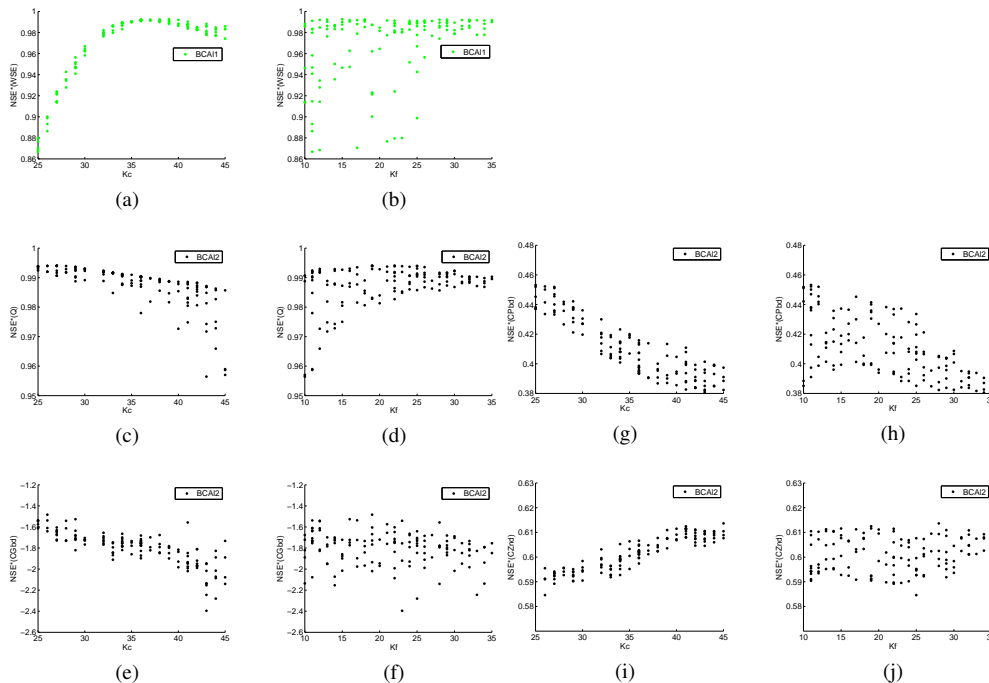 1
0.98
0.96
0.94
0.92
0.9
0.88
0.86
NSE*(WSE)
BCAI1
25 30 35 40 45
Kc
(a)
1
0.98
0.96
0.94
0.92
0.9
0.88
0.86
NSE*(WSE)
BCAI1
10 15 20 25 30 35
Kf
(b)
1
0.99
0.98
0.97
0.96
0.95
NSE*(Q)
BCAI2
25 30 35 40 45
Kc
(c)
1
0.99
0.98
0.97
0.96
0.95
NSE*(Q)
BCAI2
10 15 20 25 30 35
Kf
(d)
0.48
0.46
0.44
0.42
0.4
0.38
NSE*(CPbd)
BCAI2
25 30 35 40 45
Kc
(g)
0.48
0.46
0.44
0.42
0.4
0.38
NSE*(CPbd)
BCAI2
10 15 20 25 30 3
Kf
(h)
−1.2
−1.4
−1.6
−1.8
−2
−2.2
−2.4
−2.6
NSE*(CGbd)
BCAI2
25 30 35 40 45
Kc
(e)
−1.2
−1.4
−1.6
−1.8
−2
−2.2
−2.4
−2.6
NSE*(CGbd)
BCAI2
10 15 20 25 30 35
Kf
(f)
0.63
0.62
0.61
0.6
0.59
0.58
0.57
NSE*(CZnd)
BCAI2
25 30 35 40 45
Kc
(i)
0.63
0.62
0.61
0.6
0.59
0.58
0.57
NSE*(CZnd)
BCAI2
10 15 20 25 30 3
Kf
(j)